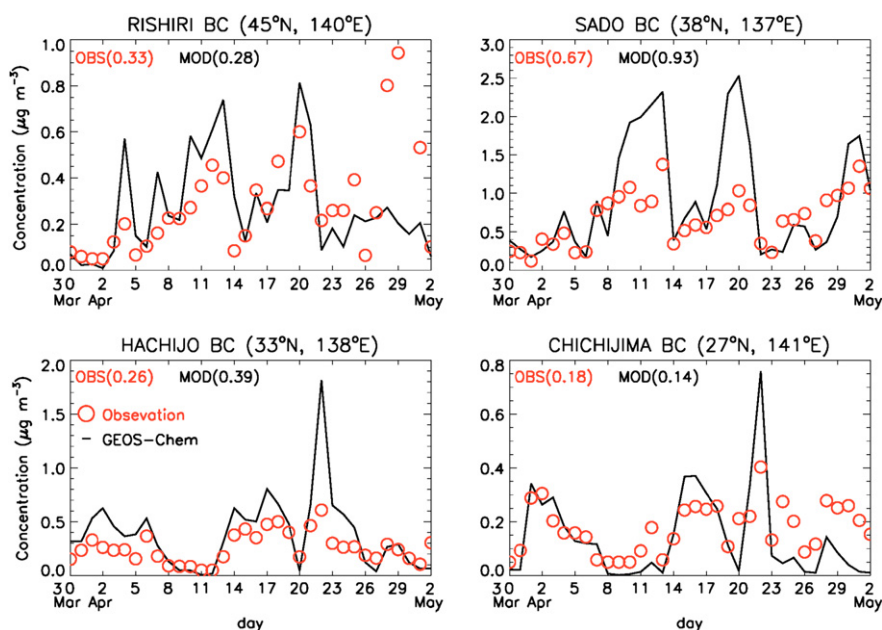 RISHIRI BC (45°N, 140°E)
OBS(0.33) MOD(0.28)
Concentration (μg m⁻³)
1.0
0.8
0.6
0.4
0.2
0.0
30 2 5 8 11 14 17 20 23 26 29 2
Mar Apr May
SADO BC (38°N, 137°E)
OBS(0.67) MOD(0.93)
3.0
2.5
2.0
1.5
1.0
0.5
0.0
30 2 5 8 11 14 17 20 23 26 29 2
Mar Apr May
HACHIJO BC (33°N, 138°E)
OBS(0.26) MOD(0.39)
Obsevation
GEOS-Chem
Concentration (μg m⁻³)
2.0
1.5
1.0
0.5
0.0
30 2 5 8 11 14 17 20 23 26 29 2
Mar Apr May
day
CHICHIJIMA BC (27°N, 141°E)
OBS(0.18) MOD(0.14)
0.8
0.6
0.4
0.2
0.0
30 2 5 8 11 14 17 20 23 26 29 2
Mar Apr May
day